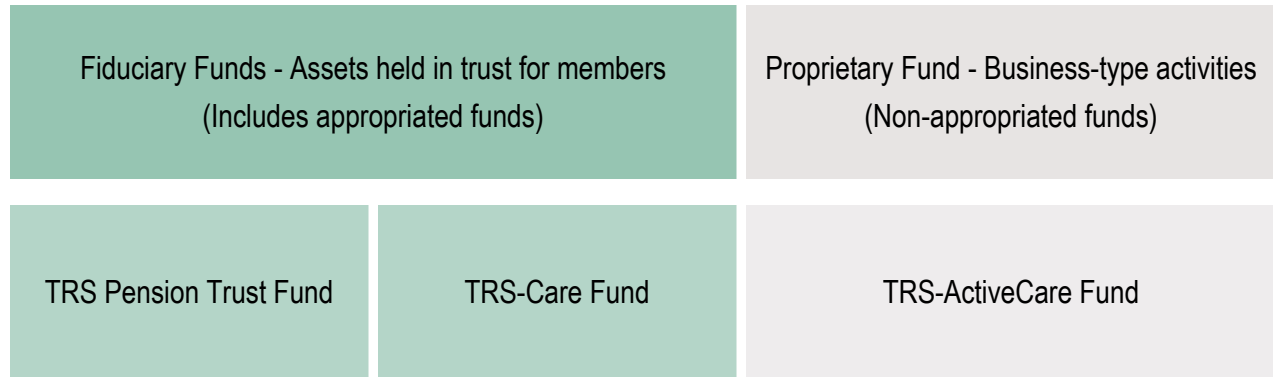 Fiduciary Funds - Assets held in trust for members
(Includes appropriated funds)
Proprietary Fund - Business-type activities
(Non-appropriated funds)
TRS Pension Trust Fund
TRS-Care Fund
TRS-ActiveCare Fund